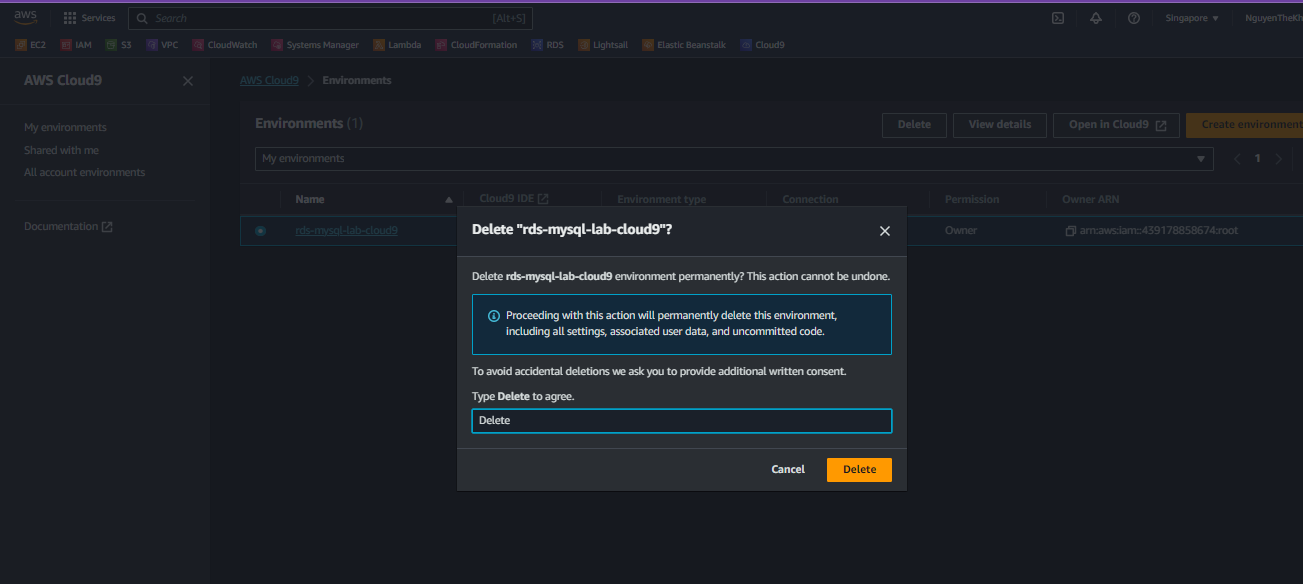 aws Services Search [Alt+S] Singapore ▼
EC2 IAM S3 VPC CloudWatch Systems Manager Lambda CloudFormation RDS Lightsail Elastic Beanstalk Cloud9
AWS Cloud9
My environments
Shared with me
All account environments
Documentation
AWS Cloud9 > Environments
Environments (1)
Delete View details Open in Cloud9 Create environment
My environments
1
Name Cloud9 IDE Environment type Connection Permission Owner ARN
rds-mysql-lab-cloud9 Owner arn:aws:iam::439178858674:root
Delete "rds-mysql-lab-cloud9"?
Delete rds-mysql-lab-cloud9 environment permanently? This action cannot be undone.
Proceeding with this action will permanently delete this environment,
including all settings, associated user data, and uncommitted code.
To avoid accidental deletions we ask you to provide additional written consent.
Type Delete to agree.
Delete
Cancel Delete